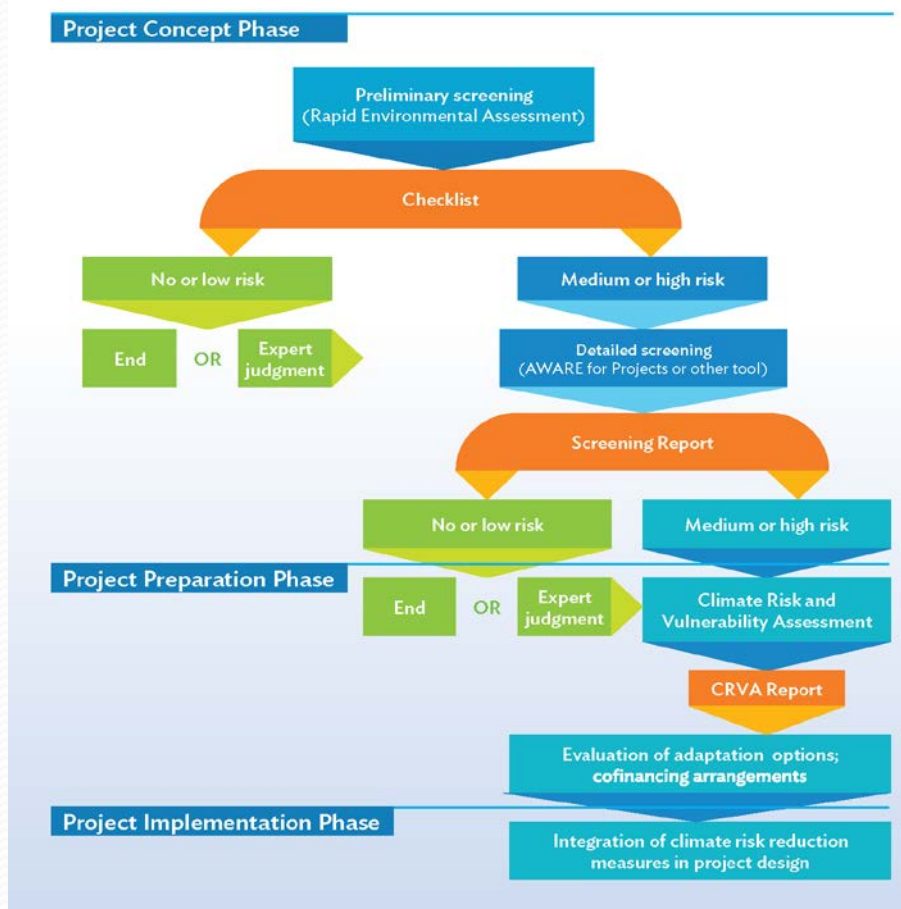 Project Concept Phase
Preliminary screening
(Rapid Environmental Assessment)
Checklist
No or low risk
Medium or high risk
End
OR
Expert
judgment
Detailed screening
(AWARE for Projects or other tool)
Screening Report
No or low risk
Medium or high risk
Project Preparation Phase
End
OR
Expert
judgment
Climate Risk and
Vulnerability Assessment
CRVA Report
Evaluation of adaptation options;
cofinancing arrangements
Project Implementation Phase
Integration of climate risk reduction
measures in project design